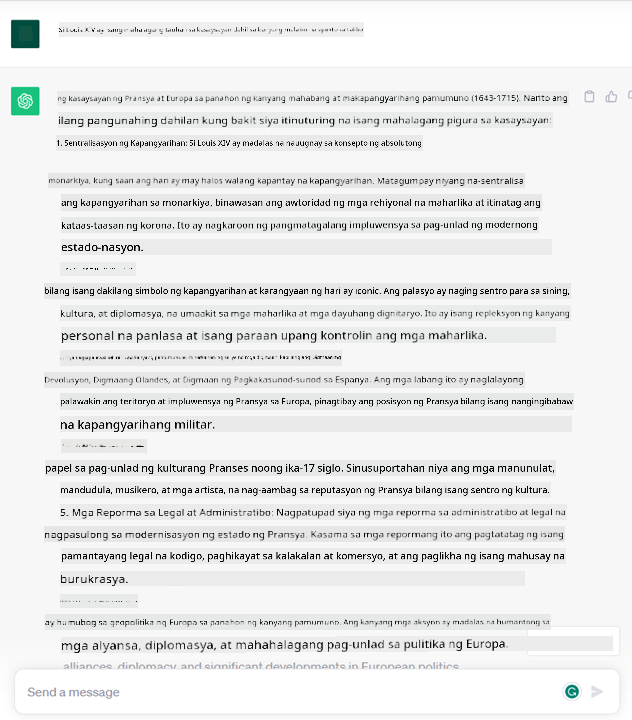 Si Louis XIV ay isang mahalagang tauhan sa kasaysayan dahil sa
ng kasaysayan ng Pransya at Europa sa panahon ng kanyang mahabang at makapangyarihang pamumuno (1643-1715). Narito ang
ilang pangunahing dahilan kung bakit siya itinuturing na isang mahalagang pigura sa kasaysayan:
1. Sentralisasyon ng Kapangyarihan: Si Louis XIV ay madalas na nauugnay sa konsepto ng absolutong
monarkiya, kung saan ang hari ay may halos walang kapantay na kapangyarihan. Matagumpay niyang na-sentralisa
ang kapangyarihan sa monarkiya, binawasan ang awtoridad ng mga rehiyonal na maharlika at itinatag ang
kataas-taasan ng korona. Ito ay nagkaroon ng pangmatagalang impluwensya sa pag-unlad ng modernong
estado-nasyon.
bilang isang dakilang simbolo ng kapangyarihan at karangyaan ng hari ay iconic. Ang palasyo ay naging sentro para sa sining,
kultura, at diplomasya, na umaakit sa mga maharlika at mga dayuhang dignitaryo. Ito ay isang repleksyon ng kanyang
personal na panlasa at isang paraan upang kontrolin ang mga maharlika.
Devolusyon, Digmaang Olandes, at Digmaan ng Pagkakasunod-sunod sa Espanya. Ang mga labang ito ay naglalayong
palawakin ang teritoryo at impluwensya ng Pransya sa Europa, pinagtibay ang posisyon ng Pransya bilang isang nangingibabaw
na kapangyarihang militar.
papel sa pag-unlad ng kulturang Pranses noong ika-17 siglo. Sinusuportahan niya ang mga manunulat,
mandudula, musikero, at mga artista, na nag-aambag sa reputasyon ng Pransya bilang isang sentro ng kultura.
5. Mga Reporma sa Legal at Administratibo: Nagpatupad siya ng mga reporma sa administratibo at legal na
nagpasulong sa modernisasyon ng estado ng Pransya. Kasama sa mga repormang ito ang pagtatatag ng isang
pamantayang legal na kodigo, paghikayat sa kalakalan at komersyo, at ang paglikha ng isang mahusay na
burukrasya.
ay humubog sa geopolitika ng Europa sa panahon ng kanyang pamumuno. Ang kanyang mga aksyon ay madalas na humantong sa
mga alyansa, diplomasya, at mahahalagang pag-unlad sa pulitika ng Europa.
alliances, diplomacy, and significant developments in European politics.
Send a message